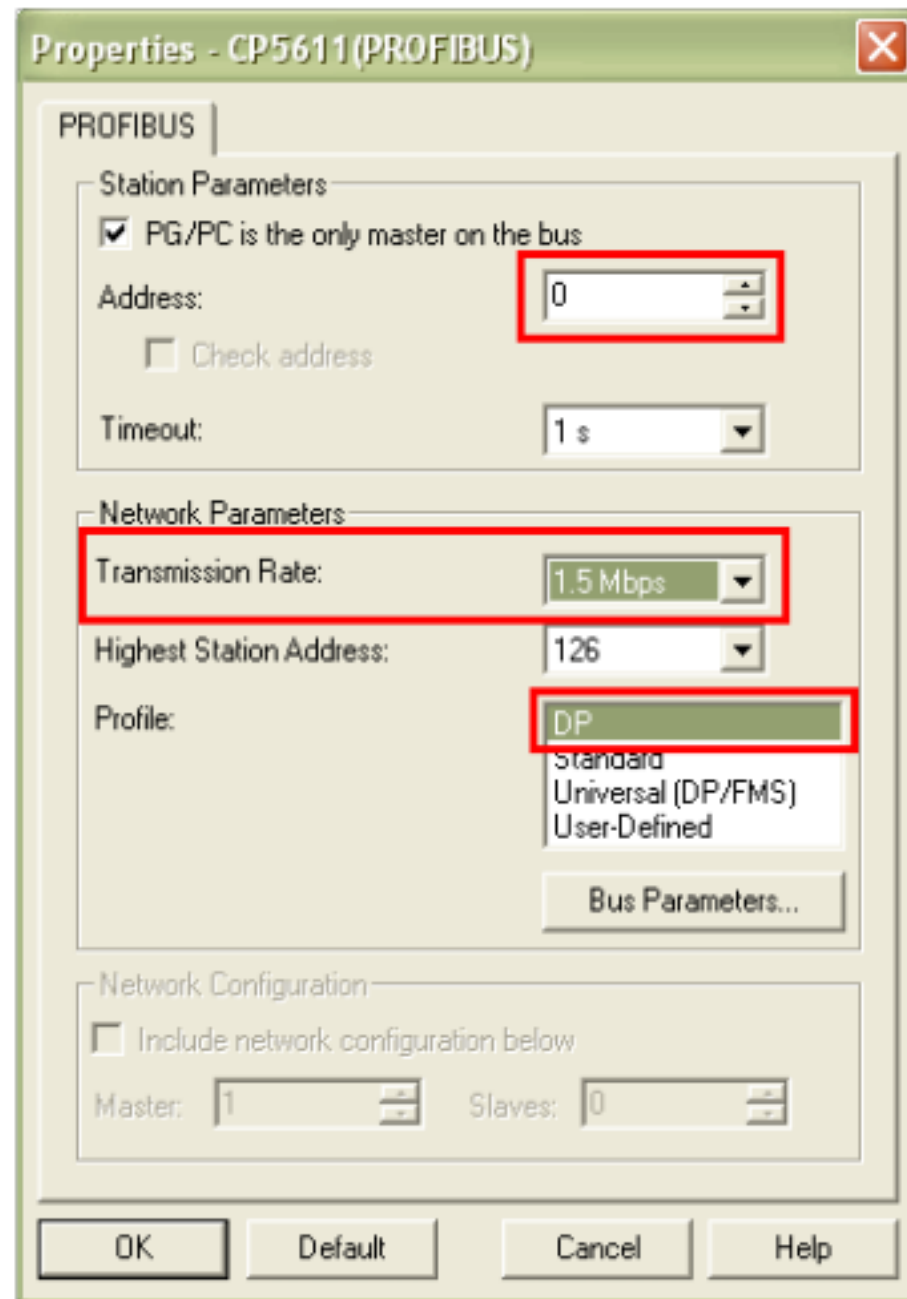 Properties - CP5611(PROFIBUS)
PROFIBUS
Station Parameters
PG/PC is the only master on the bus
Address: 0
Check address
Timeout: 1 s
Network Parameters
Transmission Rate: 1.5 Mbps
Highest Station Address: 126
Profile: DP
Standard
Universal (DP/FMS)
User-Defined
Bus Parameters...
Network Configuration
Include network configuration below
Master: 1 Slaves: 0
OK Default Cancel Help